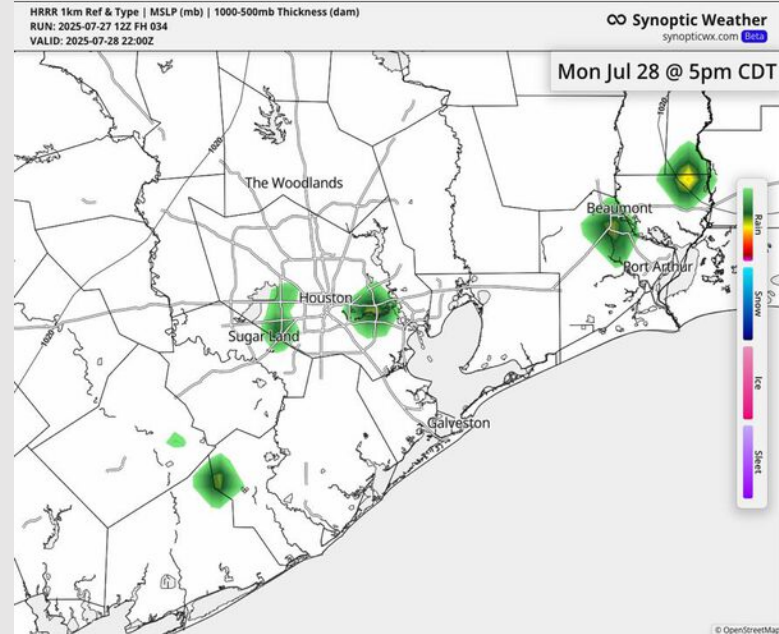 HRRR 1km Ref & Type | MSLP (mb) | 1000-500mb Thickness (dam)
RUN: 2025-07-27 12Z FH 034
VALID: 2025-07-28 22:00Z
Synoptic Weather
synopticwx.com Beta
Mon Jul 28 @ 5pm CDT
1020
1020
The Woodlands
Beaumont
Rain
Port Arthur
Snow
Houston
1020
Sugar Land
Ice
Galveston
Sleet
© OpenStreetMap